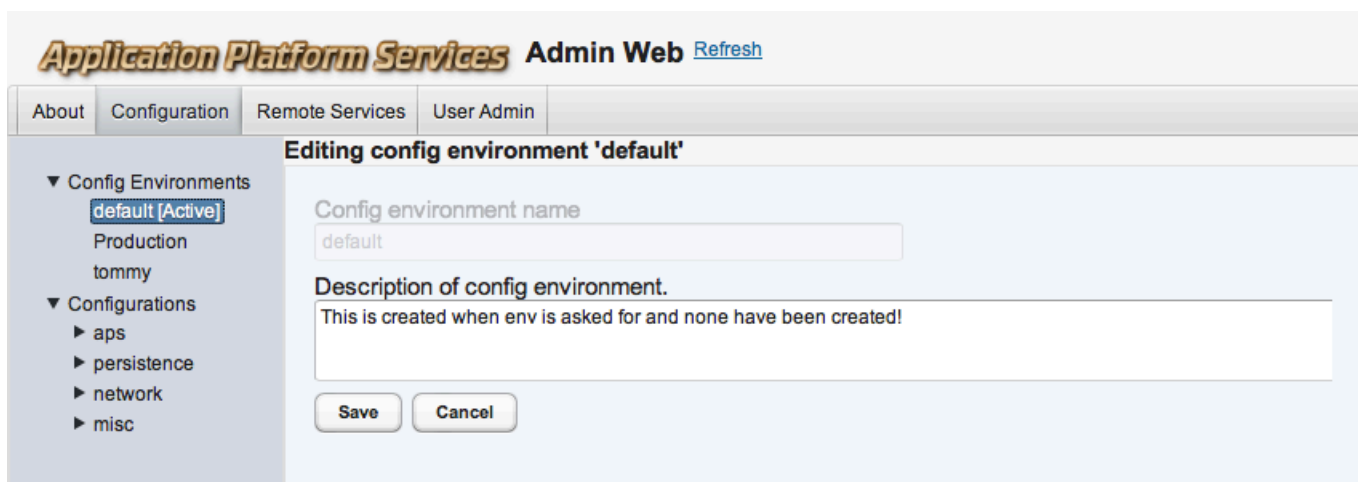 Application Platform Services Admin Web Refresh
About Configuration Remote Services User Admin
Editing config environment 'default'
Config Environments
default [Active]
Production
tommy
Configurations
aps
persistence
network
misc
Config environment name
default
Description of config environment.
This is created when env is asked for and none have been created!
Save Cancel